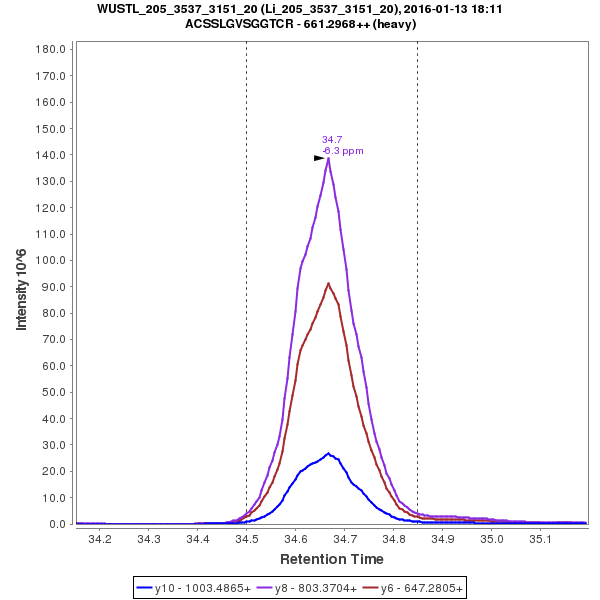 WUSTL_205_3537_3151_20 (Li_205_3537_3151_20), 2016-01-13 18:11
ACSSLGVSGGTCR - 661.2968++ (heavy)
180.0
170.0
160.0
150.0
140.0
130.0
120.0
110.0
100.0
90.0
80.0
70.0
60.0
50.0
40.0
30.0
20.0
10.0
0.0
Intensity 10^6
34.7
-6.3 ppm
34.2 34.3 34.4 34.5 34.6 34.7 34.8 34.9 35.0 35.1
Retention Time
y10 - 1003.4865+ y8 - 803.3704+ y6 - 647.2805+